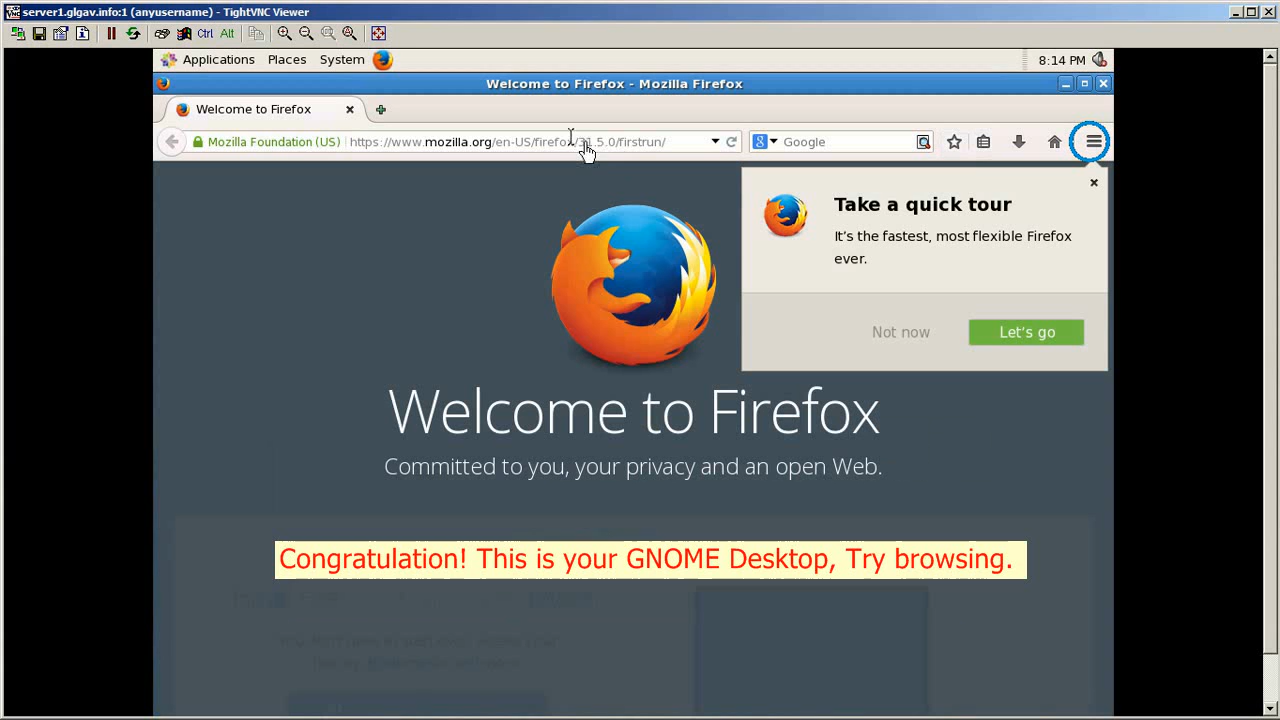 server1.glgav.info:1 (anyusername) - TightVNC Viewer
Ctrl Alt
Applications Places System 8:14 PM
Welcome to Firefox - Mozilla Firefox
Welcome to Firefox
Mozilla Foundation (US) https://www.mozilla.org/en-US/firefox/31.5.0/firstrun/ Google
Take a quick tour
It's the fastest, most flexible Firefox
ever.
Not now Let's go
Welcome to Firefox
Committed to you, your privacy and an open Web.
Congratulation! This is your GNOME Desktop, Try browsing.